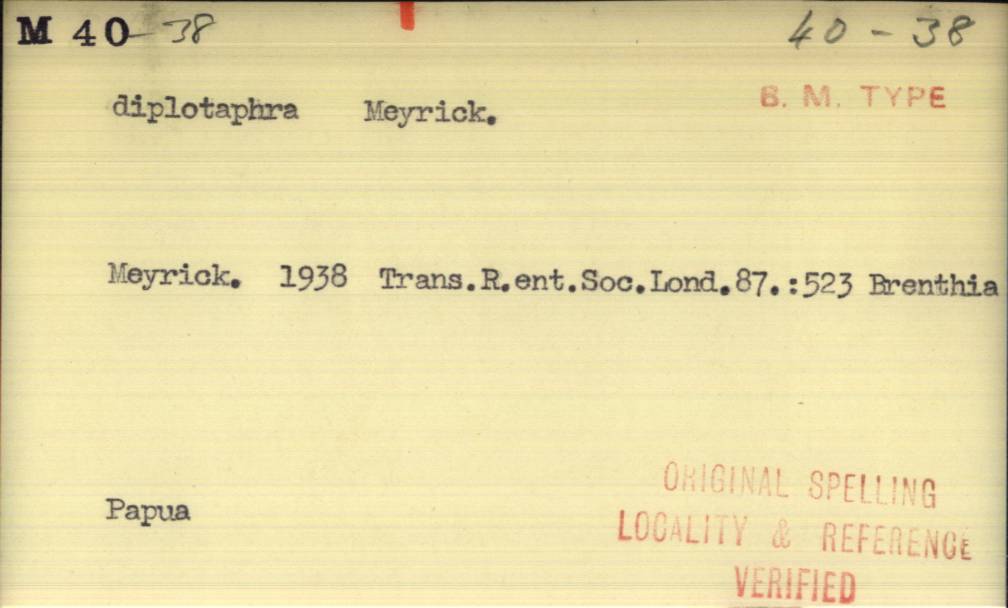 M 40-38 40-38
diplotaphra Meyrick. B. M. TYPE
Meyrick. 1938 Trans.R.ent.Soc.Lond.87.:523 Brenthia
Papua
ORIGINAL SPELLING
LOCALITY & REFERENCE
VERIFIED